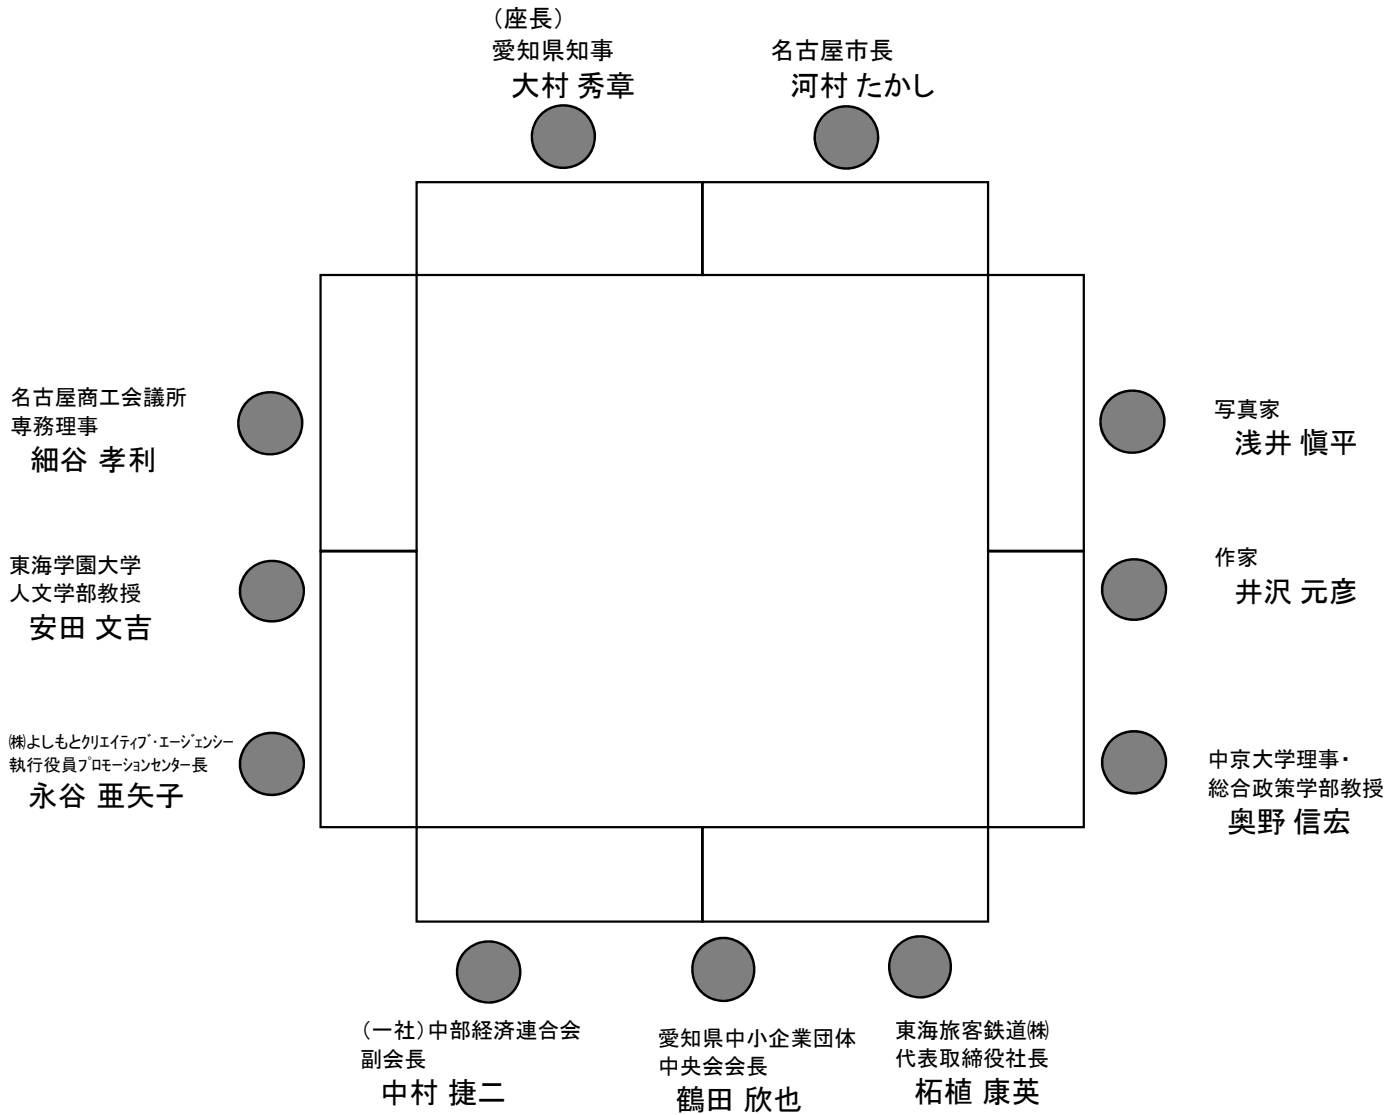 （座長）
愛知県知事
大村 秀章
名古屋市長
河村 たかし
名古屋商工会議所
専務理事
細谷 孝利
写真家
浅井 愼平
東海学園大学
人文学部教授
安田 文吉
作家
井沢 元彦
㈱よしもとｸﾘｴｲﾃｨﾌﾞ･ｴｰｼﾞｪﾝｼｰ
執行役員ﾌﾟﾛﾓｰｼｮﾝｾﾝﾀｰ長
永谷 亜矢子
中京大学理事・
総合政策学部教授
奥野 信宏
（一社）中部経済連合会
副会長
中村 捷二
愛知県中小企業団体
中央会会長
鶴田 欣也
東海旅客鉄道㈱
代表取締役社長
柘植 康英